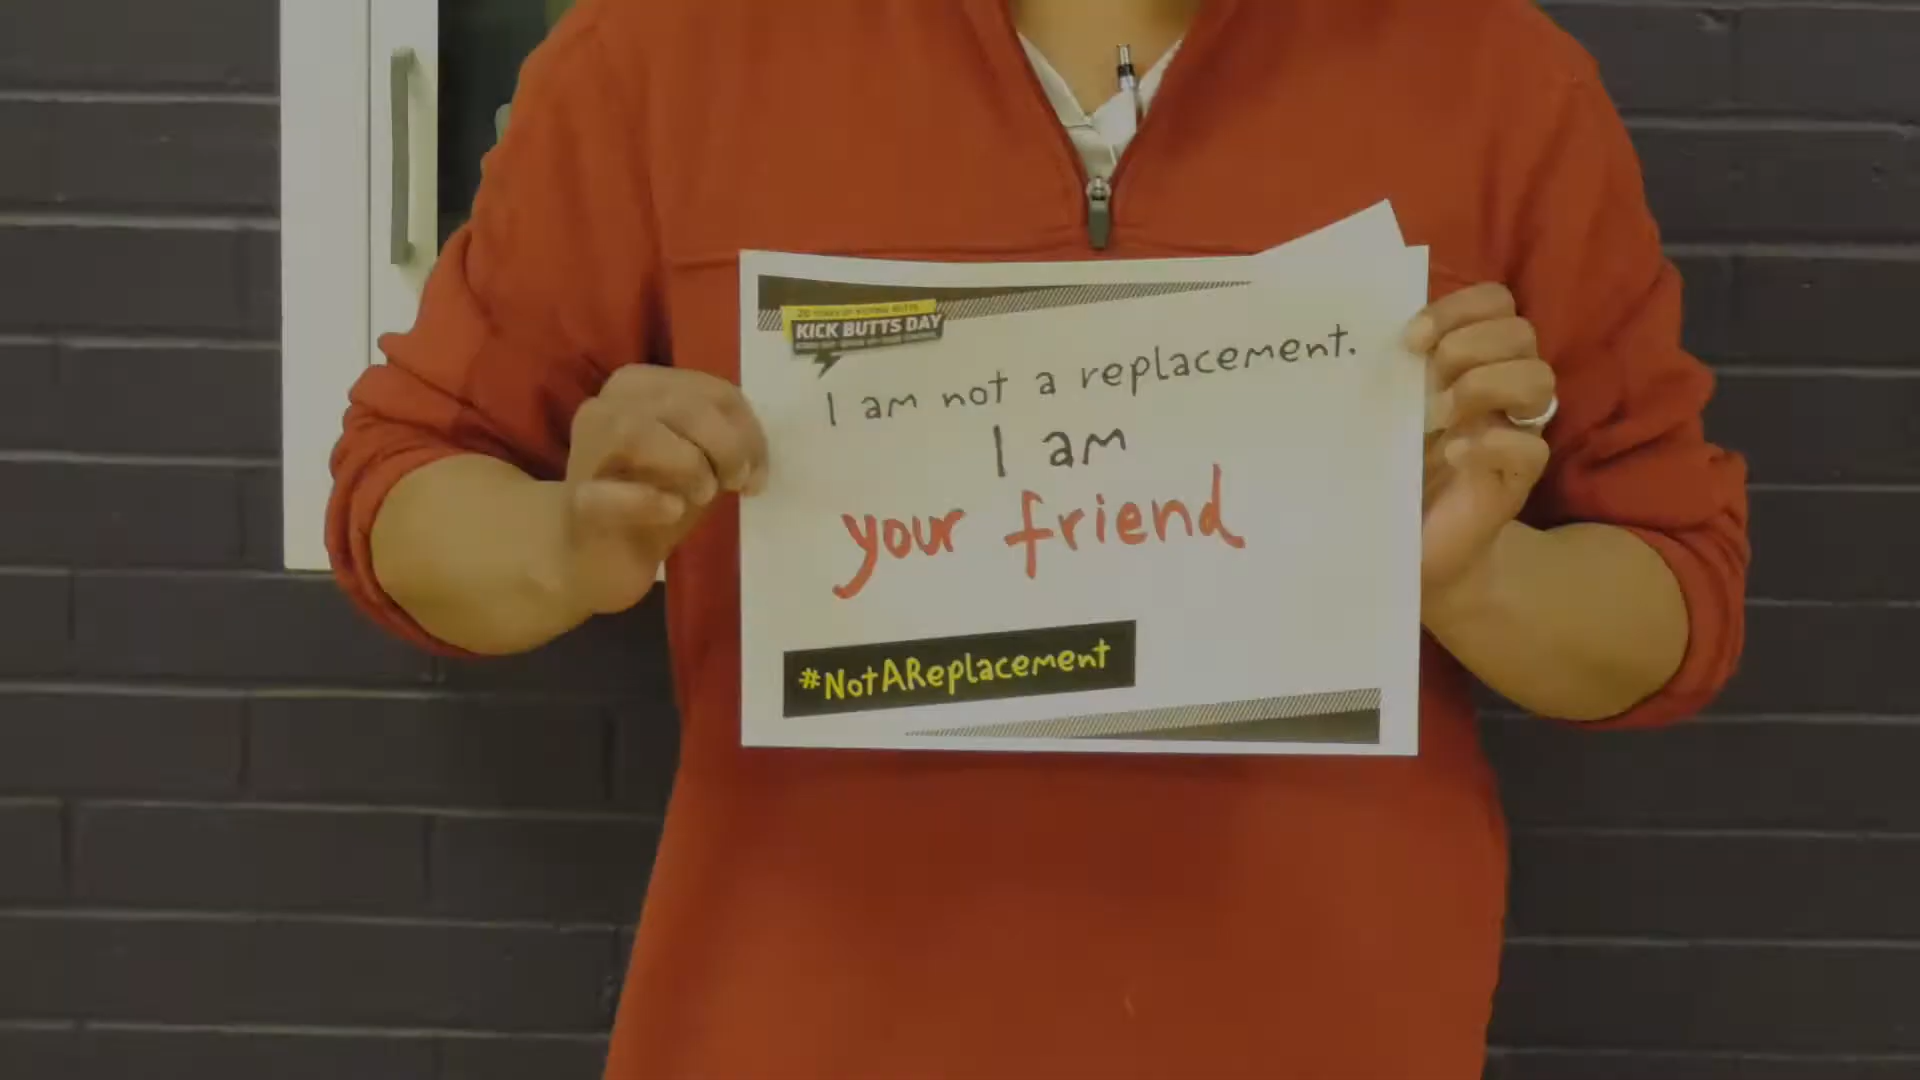 KICK BUTTS DAY
I am not a replacement.
I am
your friend
#NotAReplacement